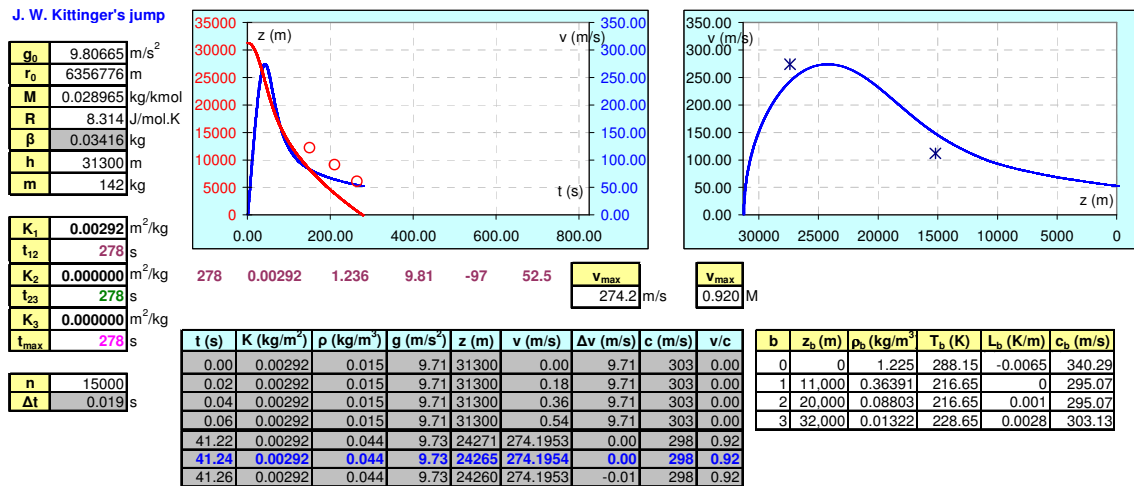 J. W. Kittinger's jump
g0 9.80665 m/s²
r0 6356776 m
M 0.028965 kg/kmol
R 8.314 J/mol.K
β 0.03416 kg
h 31300 m
m 142 kg
K1 0.00292 m²/kg
t12 278 s
K2 0.000000 m²/kg
t23 278 s
K3 0.000000 m²/kg
tmax 278 s
n 15000
Δt 0.019 s
z (m)
v (m/s)
t (s)
35000
30000
25000
20000
15000
10000
5000
0
350.00
300.00
250.00
200.00
150.00
100.00
50.00
0.00
0.00 200.00 400.00 600.00 800.00
350.00
v (m/s)
300.00
250.00
200.00
150.00
100.00
50.00
0.00
z (m)
30000 25000 20000 15000 10000 5000 0
278 0.00292 1.236 9.81 -97 52.5
vmax
274.2 m/s
vmax
0.920 M
t (s) K (kg/m²) ρ (kg/m³) g (m/s²) z (m) v (m/s) Δv (m/s) c (m/s) v/c
0.00 0.00292 0.015 9.71 31300 0.00 9.71 303 0.00
0.02 0.00292 0.015 9.71 31300 0.18 9.71 303 0.00
0.04 0.00292 0.015 9.71 31300 0.36 9.71 303 0.00
0.06 0.00292 0.015 9.71 31300 0.54 9.71 303 0.00
41.22 0.00292 0.044 9.73 24271 274.1953 0.00 298 0.92
41.24 0.00292 0.044 9.73 24265 274.1954 0.00 298 0.92
41.26 0.00292 0.044 9.73 24260 274.1953 -0.01 298 0.92
b zb (m) ρb (kg/m³ Tb (K) Lb (K/m) cb (m/s)
0 0 1.225 288.15 -0.0065 340.29
1 11,000 0.36391 216.65 0 295.07
2 20,000 0.08803 216.65 0.001 295.07
3 32,000 0.01322 228.65 0.0028 303.13